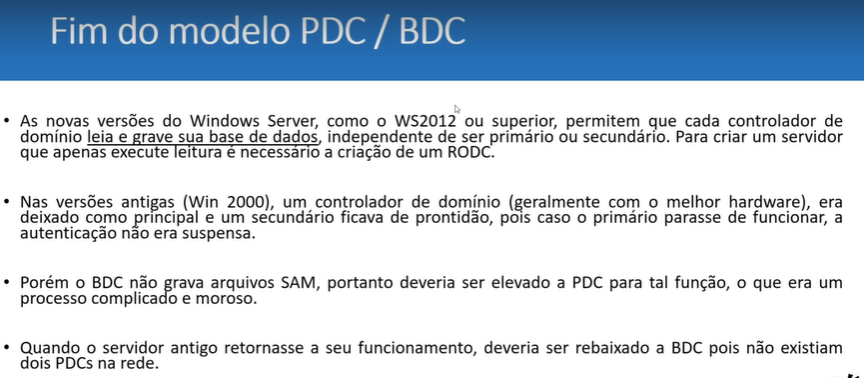 Fim do modelo PDC / BDC
• As novas versões do Windows Server, como o WS2012 ou superior, permitem que cada controlador de
domínio leia e grave sua base de dados, independente de ser primário ou secundário. Para criar um servidor
que apenas execute leitura é necessário a criação de um RODC.
• Nas versões antigas (Win 2000), um controlador de domínio (geralmente com o melhor hardware), era
deixado como principal e um secundário ficava de prontidão, pois caso o primário parasse de funcionar, a
autenticação não era suspensa.
• Porém o BDC não grava arquivos SAM, portanto deveria ser elevado a PDC para tal função, o que era um
processo complicado e moroso.
• Quando o servidor antigo retornasse a seu funcionamento, deveria ser rebaixado a BDC pois não existiam
dois PDCs na rede.